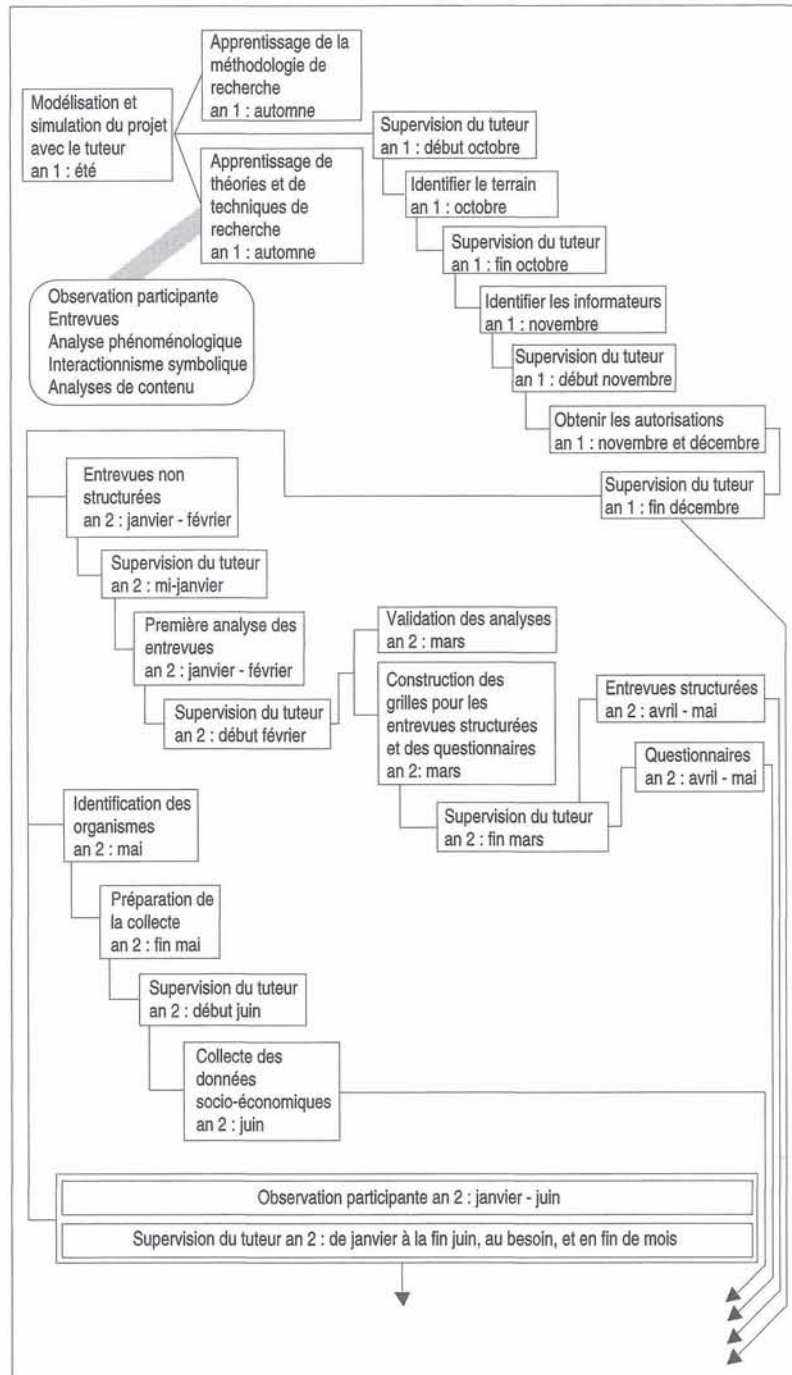 Modélisation et
simulation du projet
avec le tuteur
an 1 : été
Apprentissage de la
méthodologie de
recherche
an 1 : automne
Apprentissage de
théories et de
techniques de
recherche
an 1 : automne
Observation participante
Entrevues
Analyse phénoménologique
Interactionnisme symbolique
Analyses de contenu
Supervision du tuteur
an 1 : début octobre
Identifier le terrain
an 1 : octobre
Supervision du tuteur
an 1 : fin octobre
Identifier les informateurs
an 1 : novembre
Supervision du tuteur
an 1 : début novembre
Obtenir les autorisations
an 1 : novembre et décembre
Supervision du tuteur
an 1 : fin décembre
Entrevues non
structurées
an 2 : janvier - février
Supervision du tuteur
an 2 : mi-janvier
Première analyse des
entrevues
an 2 : janvier - février
Supervision du tuteur
an 2 : début février
Validation des analyses
an 2 : mars
Construction des
grilles pour les
entrevues structurées
et des questionnaires
an 2: mars
Supervision du tuteur
an 2 : fin mars
Entrevues structurées
an 2 : avril - mai
Questionnaires
an 2 : avril - mai
Identification des
organismes
an 2 : mai
Préparation de
la collecte
an 2 : fin mai
Supervision du tuteur
an 2 : début juin
Collecte des
données
socio-économiques
an 2 : juin
Observation participante an 2 : janvier - juin
Supervision du tuteur an 2 : de janvier à la fin juin, au besoin, et en fin de mois